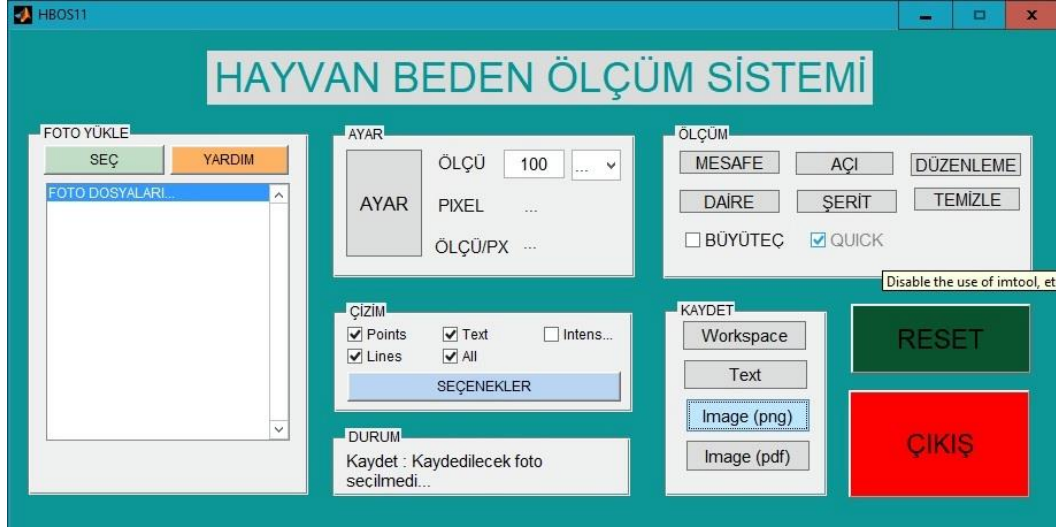 HBOS11
HAYVAN BEDEN ÖLÇÜM SİSTEMİ
FOTO YÜKLE
SEÇ YARDIM
FOTO DOSYALARI...
AYAR
AYAR
ÖLÇÜ 100 ...
PIXEL ...
ÖLÇÜ/PX ...
ÖLÇÜM
MESAFE AÇI DÜZENLEME
DAİRE ŞERİT TEMİZLE
BÜYÜTEÇ QUICK
Disable the use of imtool, et
ÇİZİM
Points Text Intens...
Lines All
SEÇENEKLER
DURUM
Kaydet : Kaydedilecek foto
secilmedi...
KAYDET
Workspace
Text
Image (png)
Image (pdf)
RESET
ÇIKIŞ